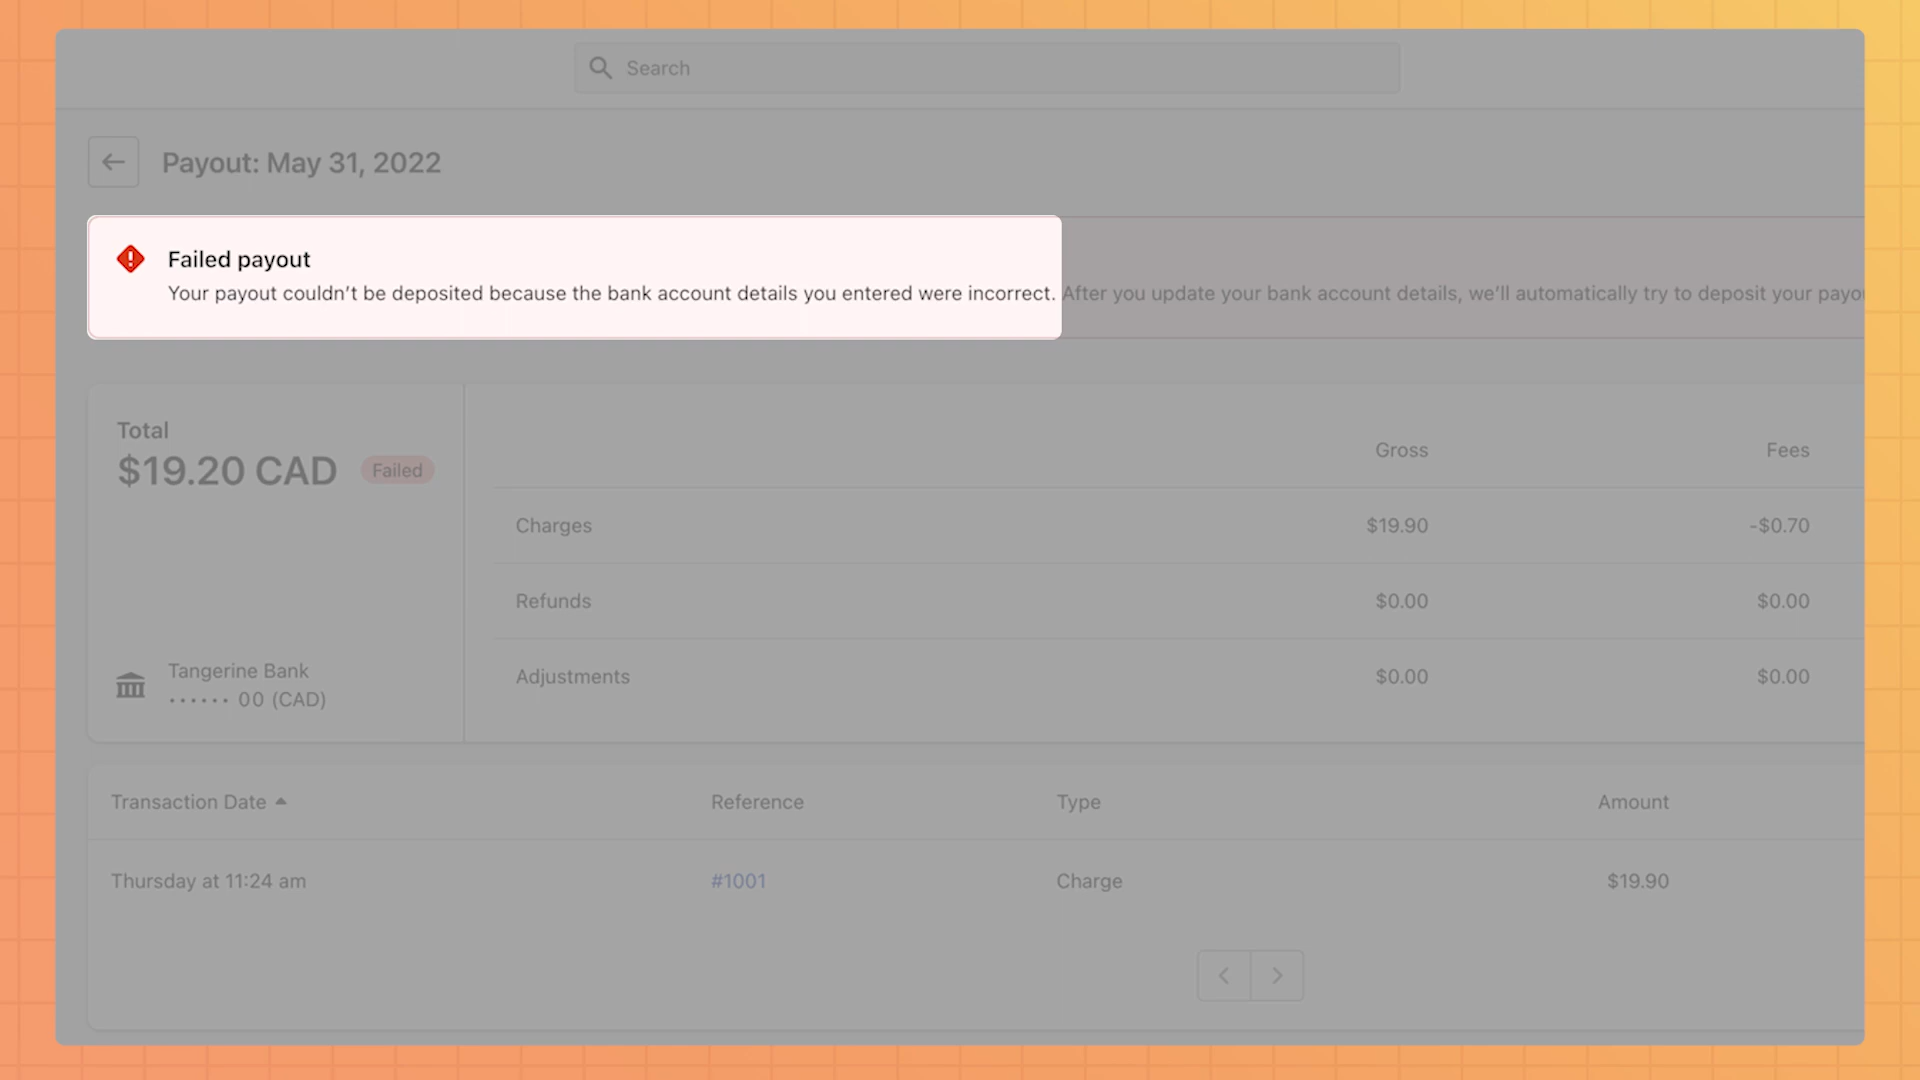 Search
Payout: May 31, 2022
Failed payout
Your payout couldn’t be deposited because the bank account details you entered were incorrect. After you update your bank account details, we’ll automatically try to deposit your
Total
$19.20 CAD Failed
Gross Fees
Charges $19.90 -$0.70
Refunds $0.00 $0.00
Adjustments $0.00 $0.00
Tangerine Bank
•••••• 00 (CAD)
Transaction Date Reference Type Amount
Thursday at 11:24 am #1001 Charge $19.90